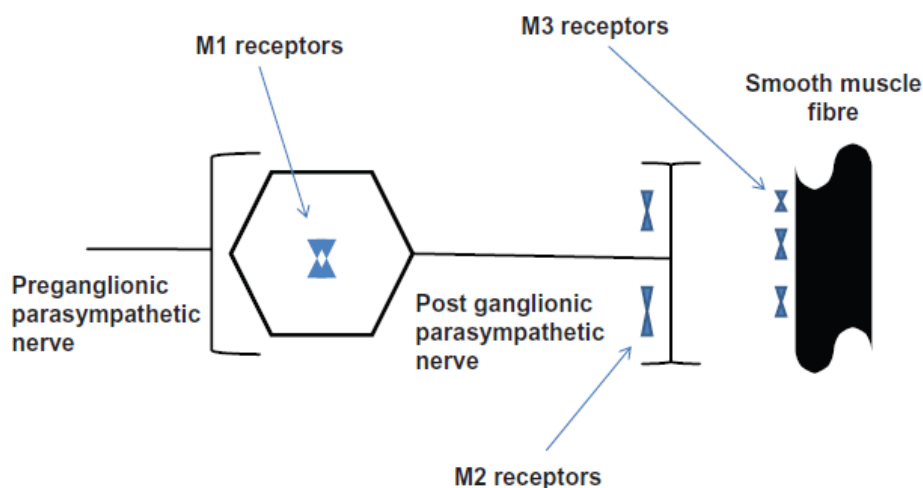 M1 receptors
M3 receptors
Smooth muscle
fibre
Preganglionic
parasympathetic
nerve
Post ganglionic
parasympathetic
nerve
M2 receptors